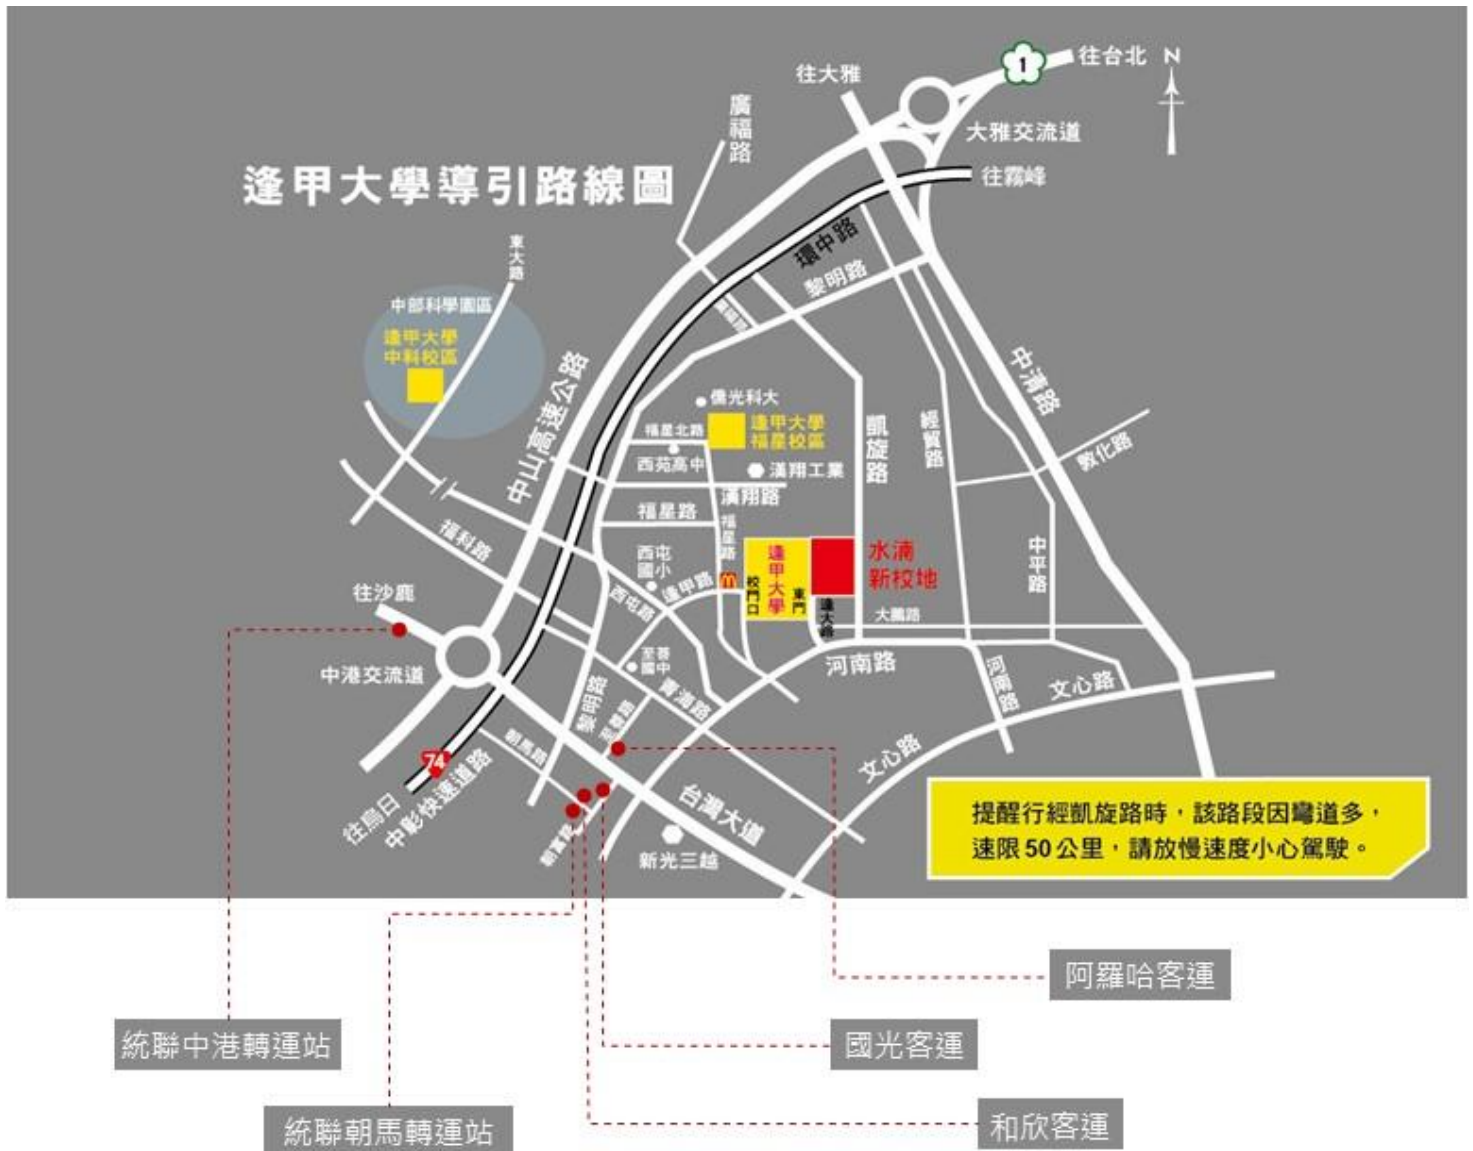 往台北
N
1
往大雅
廣福路
大雅交流道
往霧峰
逢甲大學導引路線圖
環中路
東大路
黎明路
中部科學園區
逢甲大學
中科校區
中山高速公路
中清路
僑光科大
逢甲大學
福星校區
福星北路
西苑高中
漢翔工業
漢翔路
凱旋路
經貿路
敦化路
福星路
福星路
福科路
西屯
國小
西屯路
逢甲路
校門口
逢甲大學
東門
水湳
新校地
逢大路
大鵬路
中平路
往沙鹿
中港交流道
至善
國中
青海路
河南路
河南路
文心路
文心路
黎明路
至善路
朝馬路
74
往烏日
中彰快速道路
朝富路
台灣大道
新光三越
提醒行經凱旋路時，該路段因彎道多，
速限 50 公里，請放慢速度小心駕駛。
阿羅哈客運
統聯中港轉運站
國光客運
統聯朝馬轉運站
和欣客運